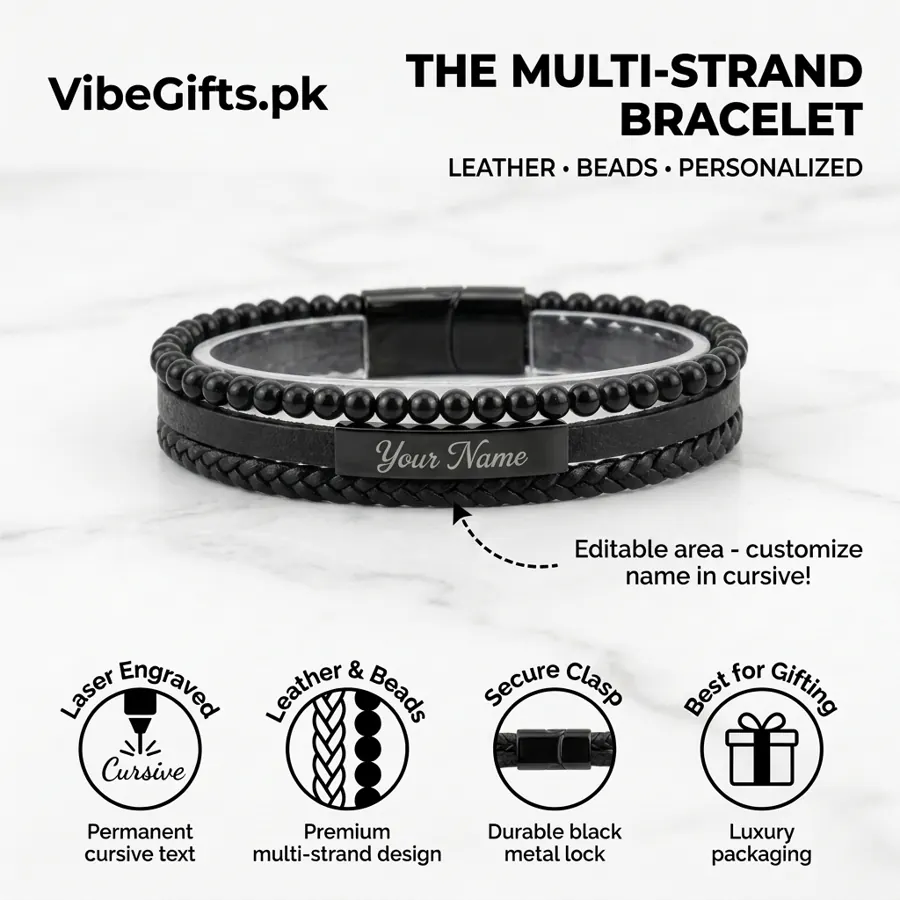 VibeGifts.pk
THE MULTI-STRAND
BRACELET
LEATHER • BEADS • PERSONALIZED
Your Name
Editable area - customize
name in cursive!
Laser Engraved
Cursive
Permanent
cursive text
Leather & Beads
Premium
multi-strand design
Secure Clasp
Durable black
metal lock
Best for Gifting
Luxury
packaging